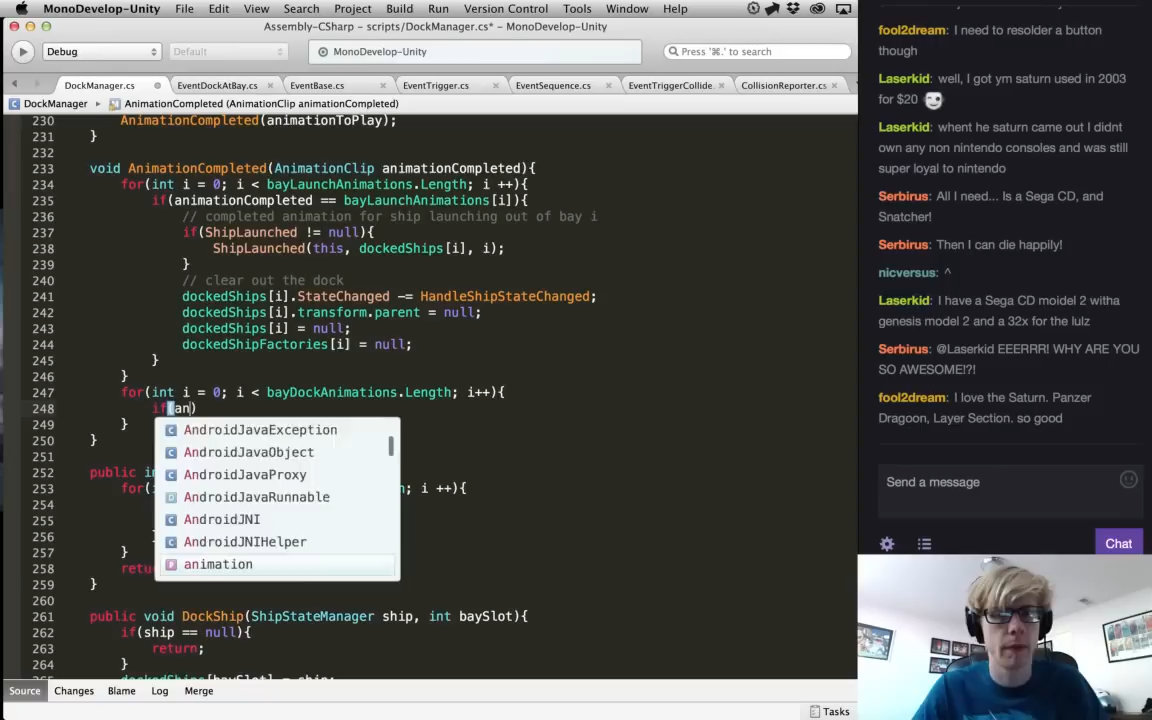 MonoDevelop-Unity File Edit View Search Project Build Run Version Control Tools Window Help
Assembly-CSharp - scripts/DockManager.cs* - MonoDevelop-Unity
Debug Default MonoDevelop-Unity Press '⌘.' to search
DockManager.cs EventDockAtBay.cs EventBase.cs EventTrigger.cs EventSequence.cs EventTriggerCollide. CollisionReporter.cs
DockManager AnimationCompleted (AnimationClip animationCompleted)
230 AnimationCompleted(animationToPlay);
231 }
232
233 void AnimationCompleted(AnimationClip animationCompleted){
234 for(int i = 0; i < bayLaunchAnimations.Length; i ++){
235 if(animationCompleted == bayLaunchAnimations[i]){
236 // completed animation for ship launching out of bay i
237 if(ShipLaunched != null){
238 ShipLaunched(this, dockedShips[i], i);
239 }
240 // clear out the dock
241 dockedShips[i].StateChanged -= HandleShipStateChanged;
242 dockedShips[i].transform.parent = null;
243 dockedShips[i] = null;
244 dockedShipFactories[i] = null;
245 }
246 }
247 for(int i = 0; i < bayDockAnimations.Length; i++){
248 if(an)
249 }
250 }
251
252 public in
253 for(i n; i ++){
254
255
256 }
257 }
258 retu
259 }
260
261 public void DockShip(ShipStateManager ship, int baySlot){
262 if(ship == null){
263 return;
264 }
dockedShips[baySlot] = ship;
AndroidJavaException
AndroidJavaObject
AndroidJavaProxy
AndroidJavaRunnable
AndroidJNI
AndroidJNIHelper
animation
Source Changes Blame Log Merge
Tasks
fool2dream: I need to resolder a button
though
Laserkid: well, I got ym saturn used in 2003
for $20
Laserkid: whent he saturn came out I didnt
own any non nintendo consoles and was still
super loyal to nintendo
Serbirus: All I need... Is a Sega CD, and
Snatcher!
Serbirus: Then I can die happily!
nicversus: ^
Laserkid: I have a Sega CD moidel 2 witha
genesis model 2 and a 32x for the lulz
Serbirus: @Laserkid EEERRR! WHY ARE YOU
SO AWESOME!?!
fool2dream: I love the Saturn. Panzer
Dragoon, Layer Section. so good
Send a message
Chat